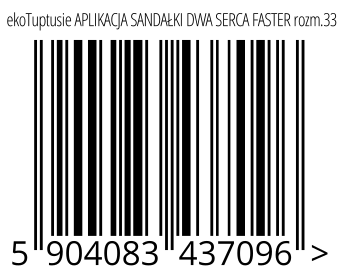 ekoTuptusie APLIKACJA SANDAŁKI DWA SERCA FASTER rozm.33
5 904083 437096 >